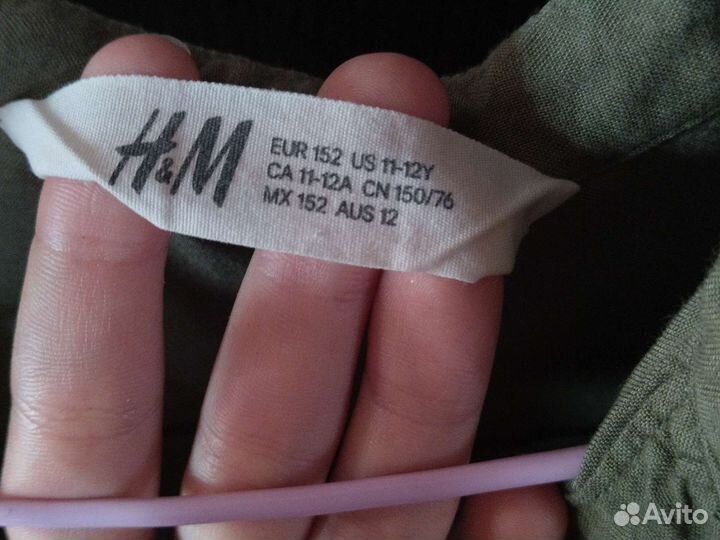 H&M
EUR 152 US 11-12Y
CA 11-12A CN 150/76
MX 152 AUS 12
Avito